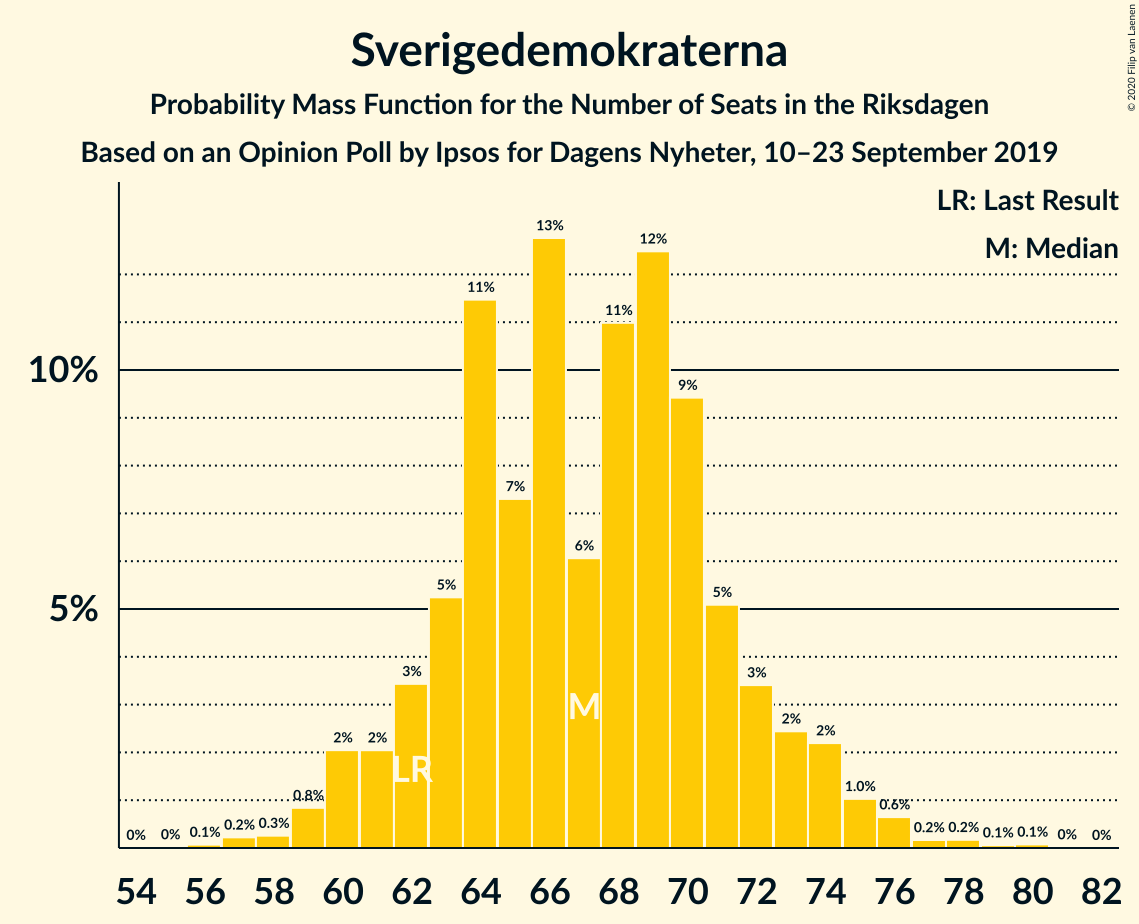 Sverigedemokraterna
Probability Mass Function for the Number of Seats in the Riksdagen
Based on an Opinion Poll by Ipsos for Dagens Nyheter, 10–23 September 2019
© 2020 Filip van Laenen
LR: Last Result
M: Median
10%
5%
0% 0% 0.1% 0.2% 0.3% 0.8% 2% 2% 3% 5% 11% 7% 13% 6% 11% 12% 9% 5% 3% 2% 2% 1.0% 0.6% 0.2% 0.2% 0.1% 0.1% 0% 0%
LR M
54 56 58 60 62 64 66 68 70 72 74 76 78 80 82